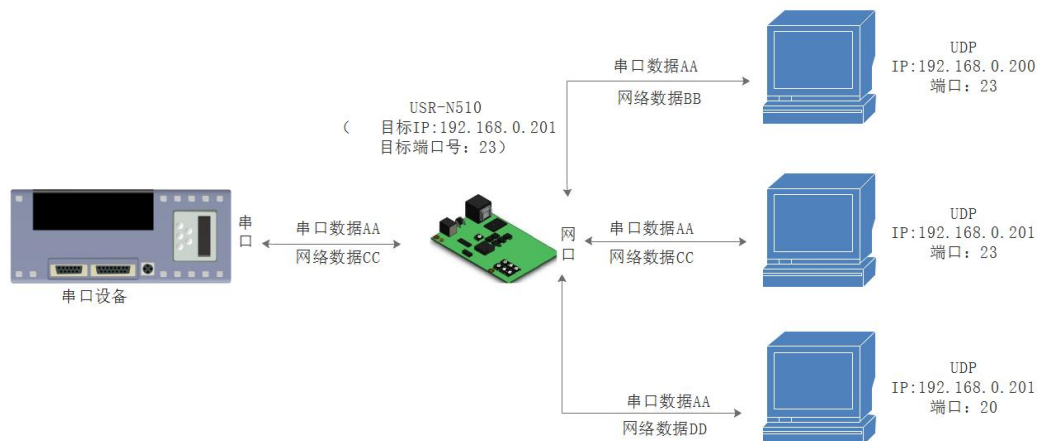 串口数据AA
网络数据BB
UDP
IP:192.168.0.200
端口：23
USR-N510
（ 目标IP:192.168.0.201
目标端口号：23）
串口
串口数据AA
网络数据CC
网口
串口数据AA
网络数据CC
UDP
IP:192.168.0.201
端口：23
串口设备
串口数据AA
网络数据DD
UDP
IP:192.168.0.201
端口：20